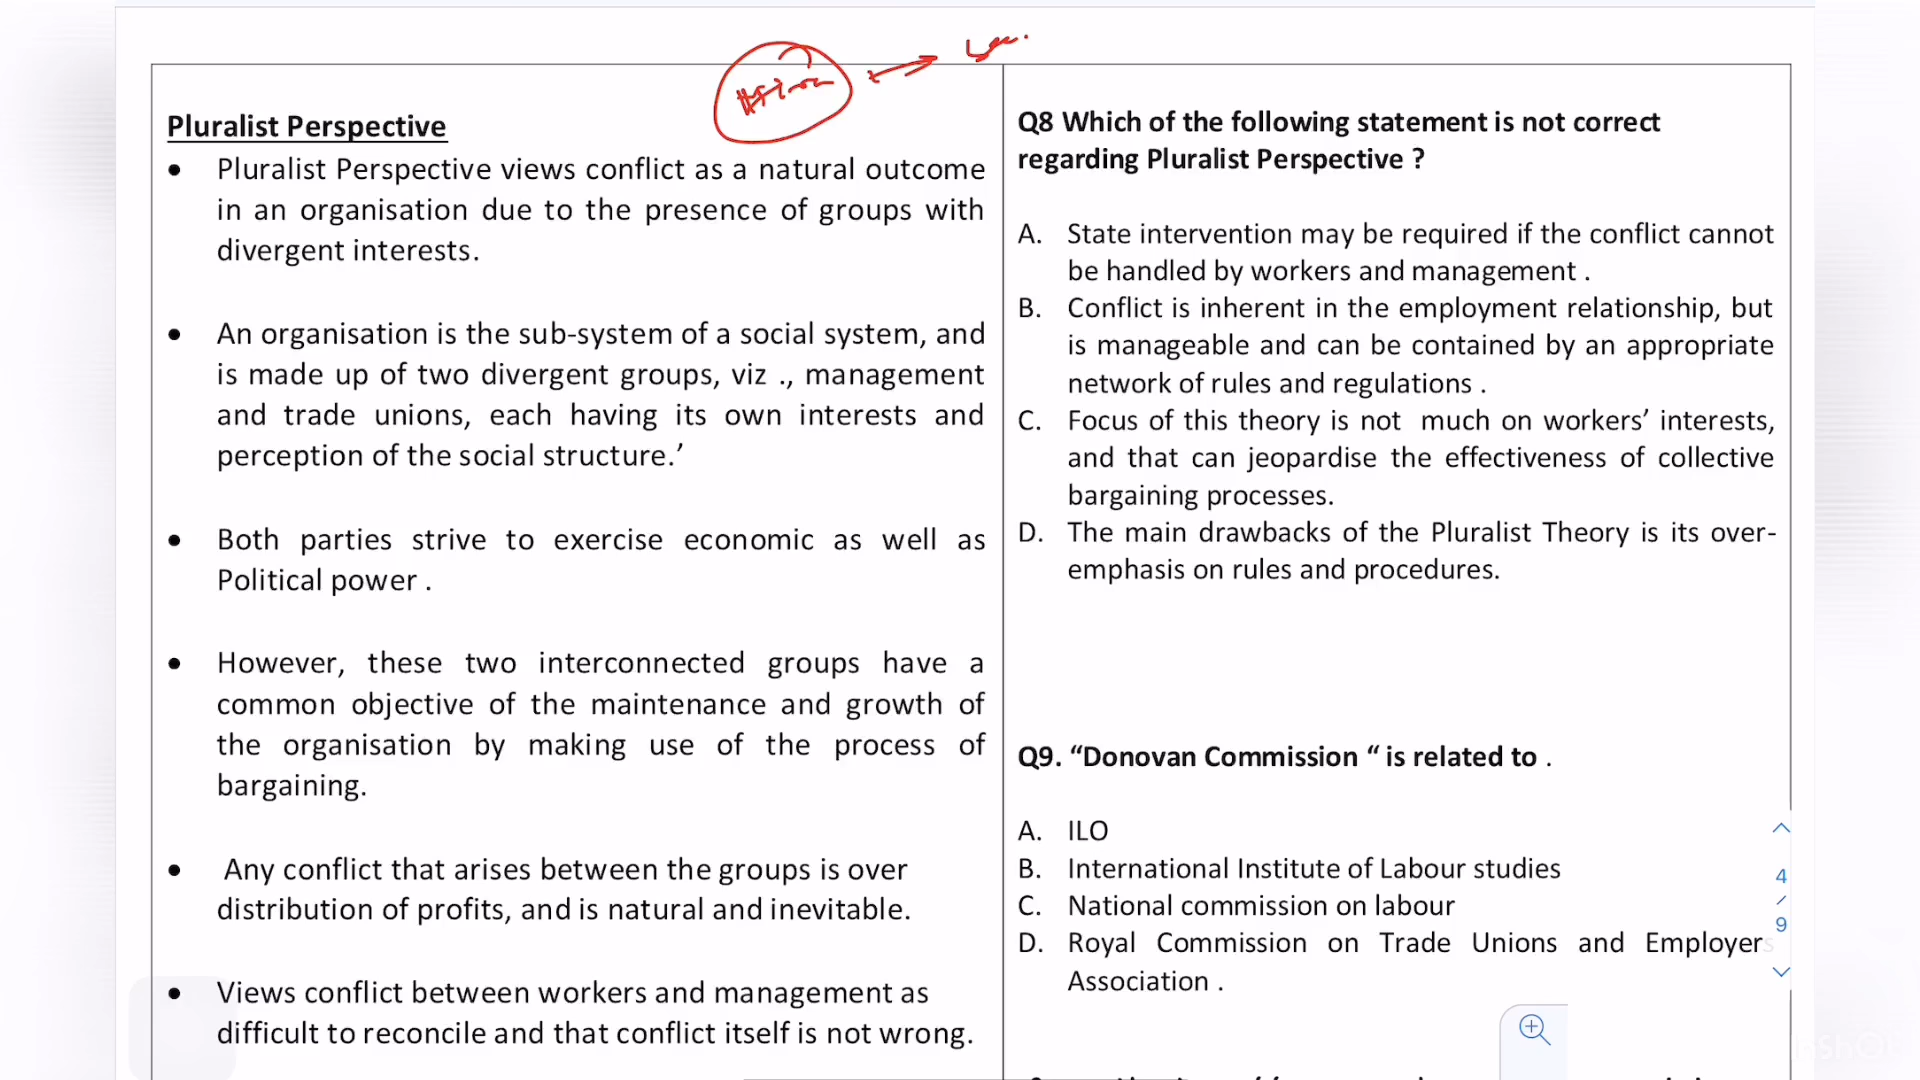 Pluralist Perspective
• Pluralist Perspective views conflict as a natural outcome
in an organisation due to the presence of groups with
divergent interests.
• An organisation is the sub-system of a social system, and
is made up of two divergent groups, viz ., management
and trade unions, each having its own interests and
perception of the social structure.’
• Both parties strive to exercise economic as well as
Political power .
• However, these two interconnected groups have a
common objective of the maintenance and growth of
the organisation by making use of the process of
bargaining.
• Any conflict that arises between the groups is over
distribution of profits, and is natural and inevitable.
• Views conflict between workers and management as
difficult to reconcile and that conflict itself is not wrong.
Q8 Which of the following statement is not correct
regarding Pluralist Perspective ?
A. State intervention may be required if the conflict cannot
be handled by workers and management .
B. Conflict is inherent in the employment relationship, but
is manageable and can be contained by an appropriate
network of rules and regulations .
C. Focus of this theory is not much on workers’ interests,
and that can jeopardise the effectiveness of collective
bargaining processes.
D. The main drawbacks of the Pluralist Theory is its over-
emphasis on rules and procedures.
Q9. “Donovan Commission “ is related to .
A. ILO
B. International Institute of Labour studies
C. National commission on labour
D. Royal Commission on Trade Unions and Employers
Association .
4
/
9